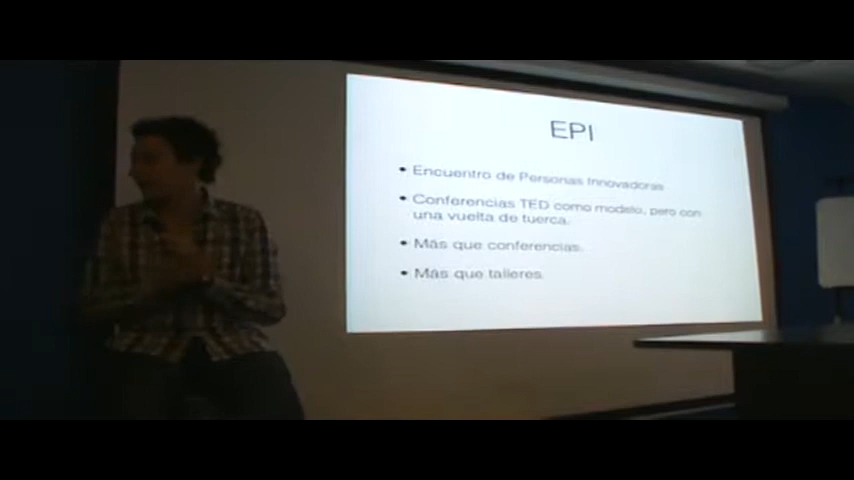 EPI
• Encuentro de Personas Innovadoras
• Conferencias TED como modelo, pero con
una vuelta de tuerca.
• Más que conferencias.
• Más que talleres.